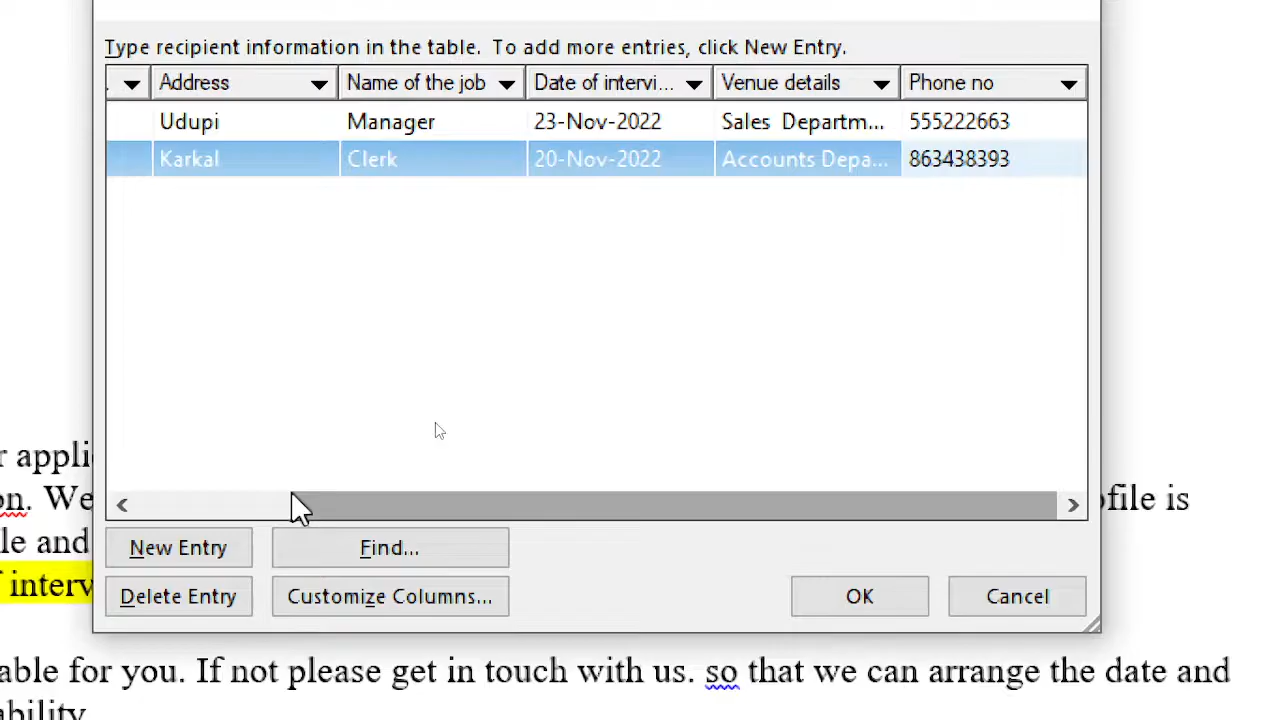 Type recipient information in the table. To add more entries, click New Entry.
. Address Name of the job Date of intervi... Venue details Phone no
Udupi Manager 23-Nov-2022 Sales Departm... 555222663
Karkal Clerk 20-Nov-2022 Accounts Depa... 863438393
r appli
on. We ofile is
New Entry Find...
le and
f interv
Delete Entry Customize Columns... OK Cancel
able for you. If not please get in touch with us. so that we can arrange the date and
ability.